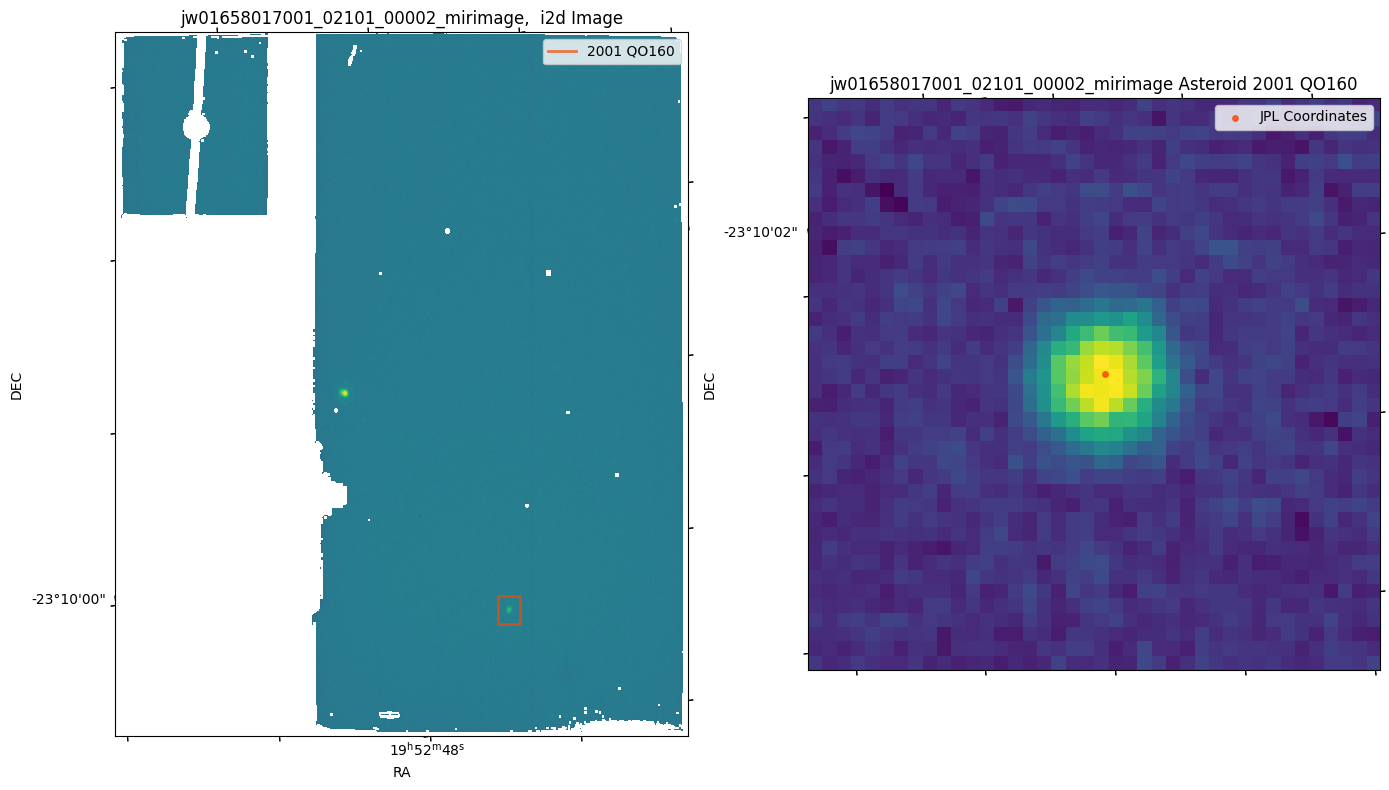 jw01658017001_02101_00002_mirimage,  i2d Image
2001 QO160
DEC
-23°10'00"
19h52m48s
RA
jw01658017001_02101_00002_mirimage Asteroid 2001 QO160
JPL Coordinates
-23°10'02"
DEC